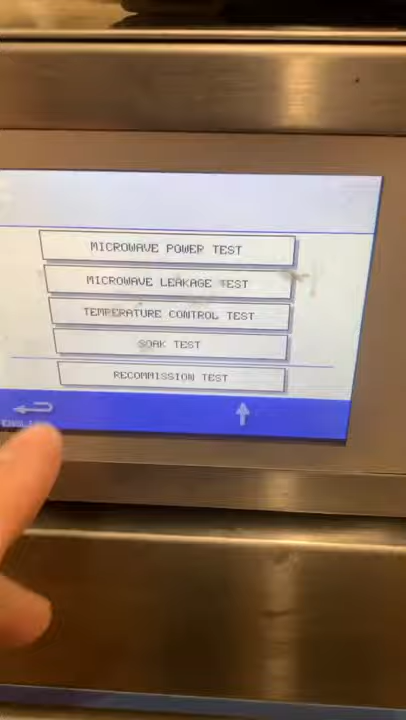 MICROWAVE POWER TEST
MICROWAVE LEAKAGE TEST
TEMPERATURE CONTROL TEST
SOAK TEST
RECOMMISSION TEST